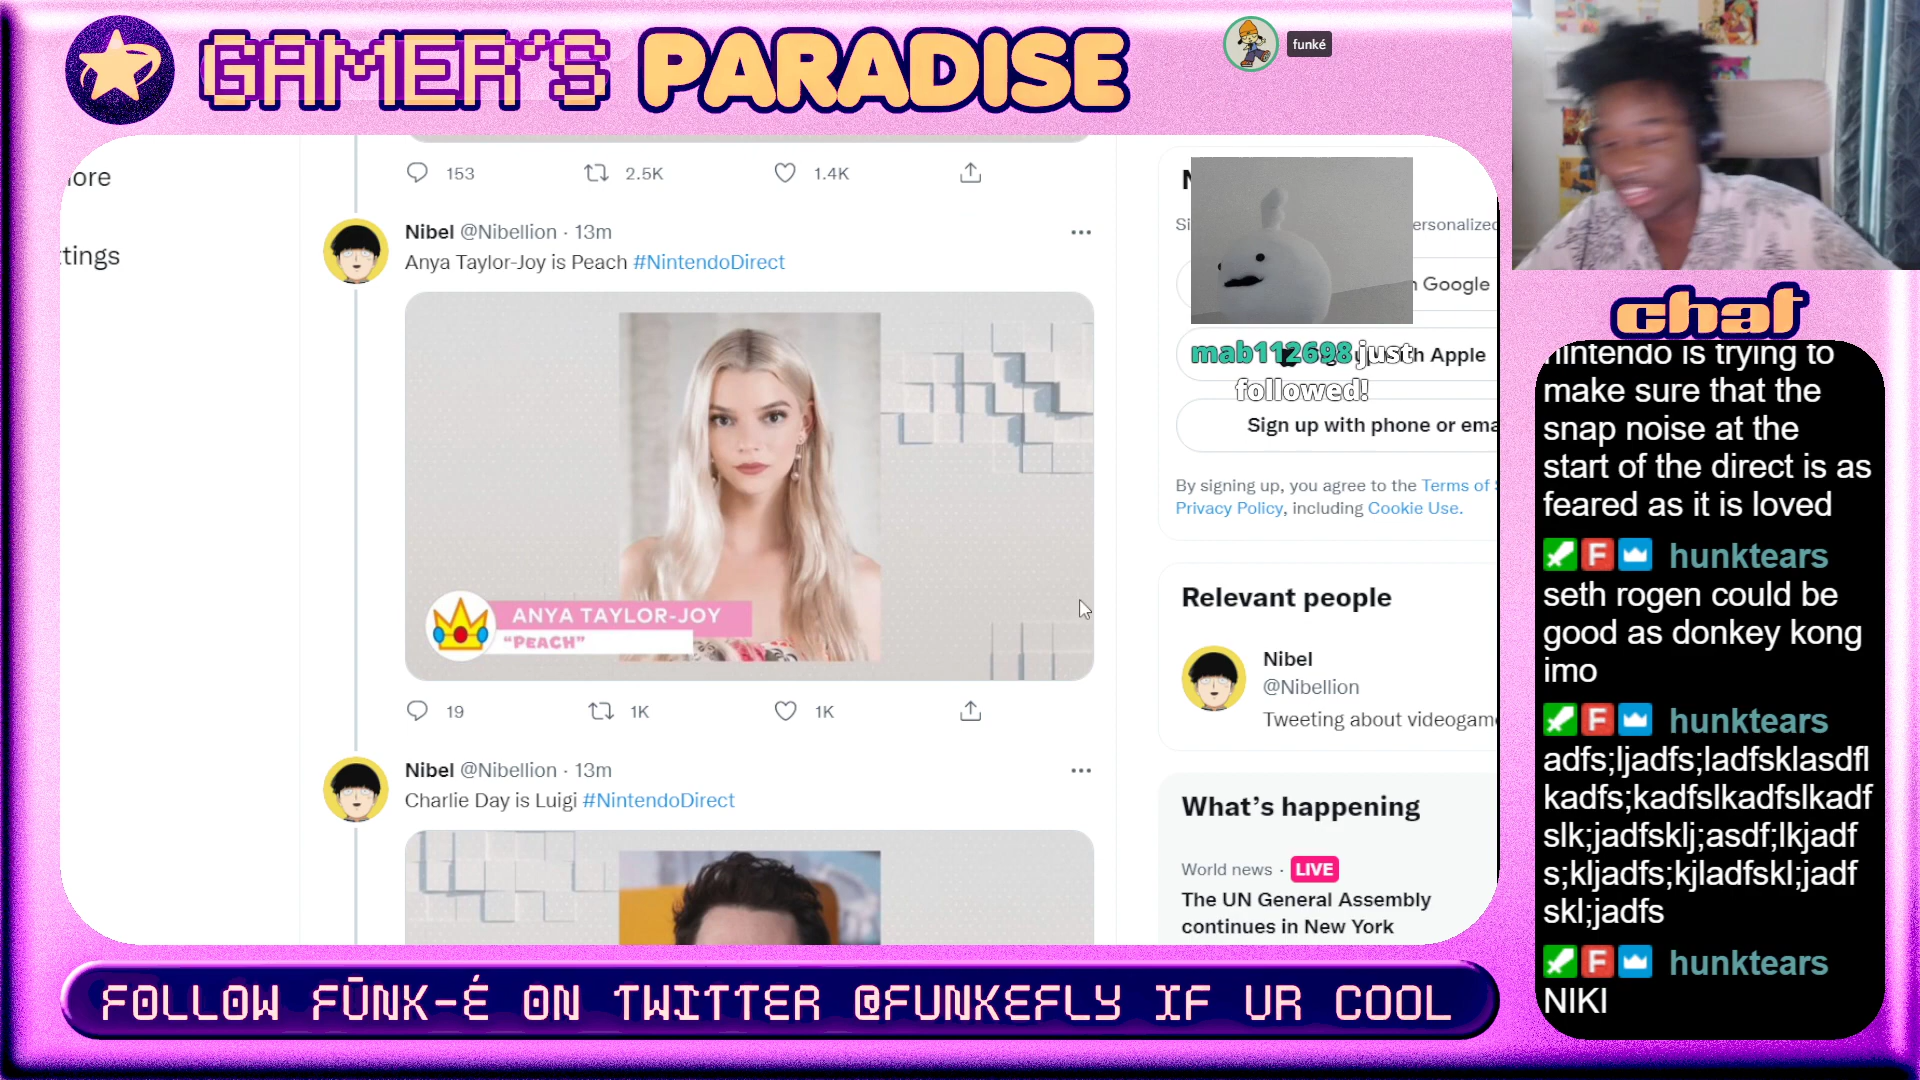 GAMER'S PARADISE
funké
ore
ttings
153 2.5K 1.4K
Nibel @Nibellion · 13m
Anya Taylor-Joy is Peach #NintendoDirect
ANYA TAYLOR-JOY
"PEACH"
19 1K 1K
Nibel @Nibellion · 13m
Charlie Day is Luigi #NintendoDirect
N
Si
ersonalized
Google
mab112698 just
followed!
h Apple
Sign up with phone or ema
By signing up, you agree to the Terms of
Privacy Policy, including Cookie Use.
Relevant people
Nibel
@Nibellion
Tweeting about videogam
What's happening
World news · LIVE
The UN General Assembly
continues in New York
chat
nintendo is trying to
make sure that the
snap noise at the
start of the direct is as
feared as it is loved
F hunktears
seth rogen could be
good as donkey kong
imo
F hunktears
adfs;ljadfs;ladfsklasdfl
kadfs;kadfslkadfslkadf
slk;jadfsklj;asdf;lkjadf
s;kljadfs;kjladfskl;jadf
skl;jadfs
F hunktears
NIKI
FOLLOW FŪNK-É ON TWITTER @FUNKEFLY IF UR COOL